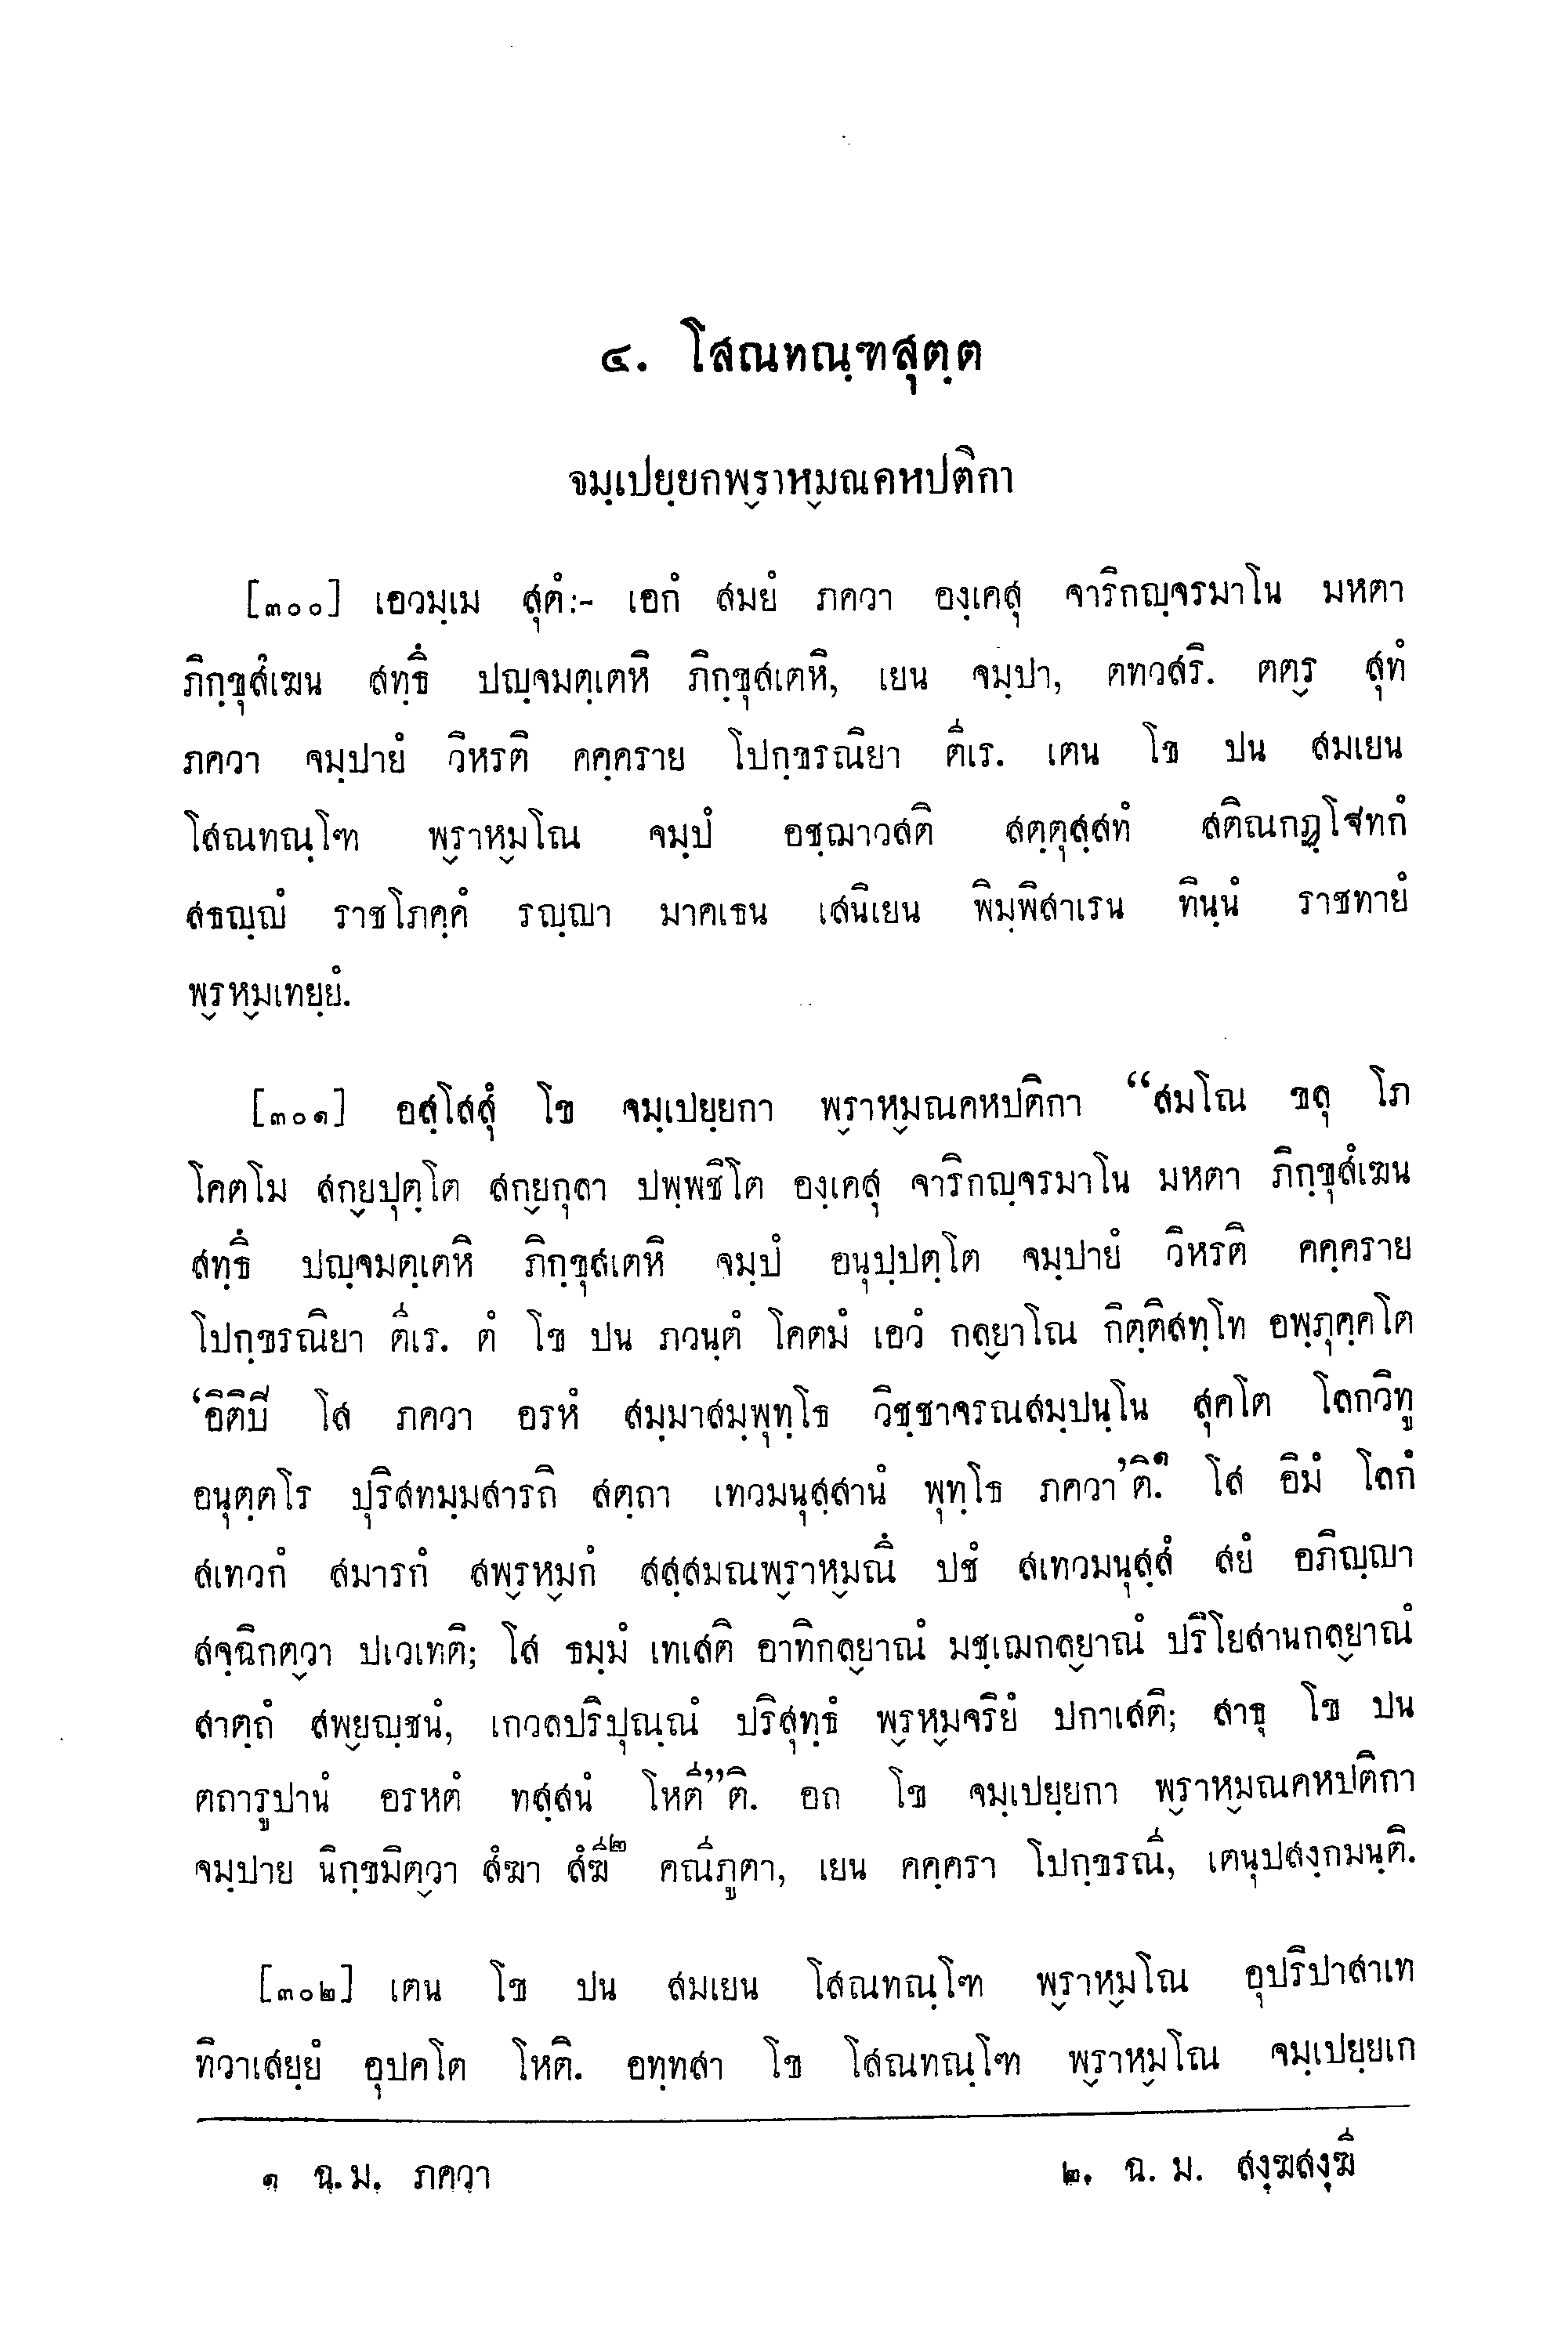 ๔. โสณทณฺฑสุตฺต
จมฺเปยฺยกพ๎ราห๎มณคหปติกา
[๓๐๐] เอวมฺเม สุตํ:- เอกํ สมยํ ภควา องฺเคสุ จาริกญฺจรมาโน มหตา
ภิกฺขุสํเฆน สทฺธึ ปญฺจมตฺเตหิ ภิกฺขุสเตหิ, เยน จมฺปา, ตทวสริ. ตต๎ร สุทํ
ภควา จมฺปายํ วิหรติ คคฺคราย โปกฺขรณิยา ตีเร. เตน โข ปน สมเยน
โสณทณฺโฑ พ๎ราห๎มโณ จมฺปํ อชฺฌาวสติ สตฺตุสฺสทํ สติณกฏฺโฐทกํ
สธญฺญํ ราชโภคฺคํ รญฺญา มาคเธน เสนิเยน พิมฺพิสาเรน ทินฺนํ ราชทายํ
พ๎รห๎มเทยฺยํ.
[๓๐๑] อสฺโสสุํ โข จมฺเปยฺยกา พ๎ราห๎มณคหปติกา “สมโณ ขลุ โภ
โคตโม สก๎ยปุตฺโต สก๎ยกุลา ปพฺพชิโต องฺเคสุ จาริกญฺจรมาโน มหตา ภิกฺขุสํเฆน
สทฺธึ ปญฺจมตฺเตหิ ภิกฺขุสเตหิ จมฺปํ อนุปฺปตฺโต จมฺปายํ วิหรติ คคฺคราย
โปกฺขรณิยา ตีเร. ตํ โข ปน ภวนฺตํ โคตมํ เอวํ กล๎ยาโณ กิตฺติสทฺโท อพฺภุคฺคโต
‘อิติปี โส ภควา อรหํ สมฺมาสมฺพุทฺโธ วิชฺชาจรณสมฺปนฺโน สุคโต โลกวิทู
อนุตฺตโร ปุริสทมฺมสารถิ สตฺถา เทวมนุสฺสานํ พุทฺโธ ภควา’ติ.๑ โส อิมํ โลกํ
สเทวกํ สมารกํ สพ๎รห๎มกํ สสฺสมณพ๎ราห๎มณึ ปชํ สเทวมนุสฺสํ สยํ อภิญฺญา
สจฺฉิกต๎วา ปเวเทติ; โส ธมฺมํ เทเสติ อาทิกล๎ยาณํ มชฺเฌกล๎ยาณํ ปริโยสานกล๎ยาณํ
สาตฺถํ สพ๎ยญฺชนํ, เกวลปริปุณฺณํ ปริสุทฺธํ พ๎รห๎มจริยํ ปกาเสติ; สาธุ โข ปน
ตถารูปานํ อรหตํ ทสฺสนํ โหตี”ติ. อถ โข จมฺเปยฺยกา พ๎ราห๎มณคหปติกา
จมฺปาย นิกฺขมิต๎วา สํฆา สํฆี๒ คณีภูตา, เยน คคฺครา โปกฺขรณี, เตนุปสงฺกมนฺติ.
[๓๐๒] เตน โข ปน สมเยน โสณทณฺโฑ พ๎ราห๎มโณ อุปริปาสาเท
ทิวาเสยฺยํ อุปคโต โหติ. อทฺทสา โข โสณทณฺโฑ พ๎ราห๎มโณ จมฺเปยฺยเก
๑ ฉ.ม. ภควา
๒. ฉ. ม. สงฺฆสงฺฆี